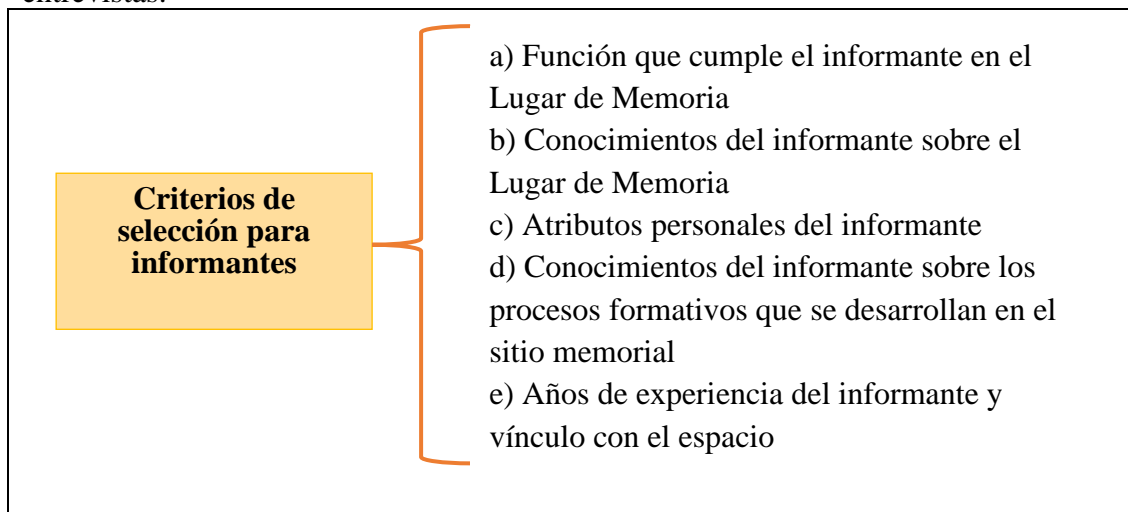 entrevistas.
Criterios de
selección para
informantes
a) Función que cumple el informante en el
Lugar de Memoria
b) Conocimientos del informante sobre el
Lugar de Memoria
c) Atributos personales del informante
d) Conocimientos del informante sobre los
procesos formativos que se desarrollan en el
sitio memorial
e) Años de experiencia del informante y
vínculo con el espacio